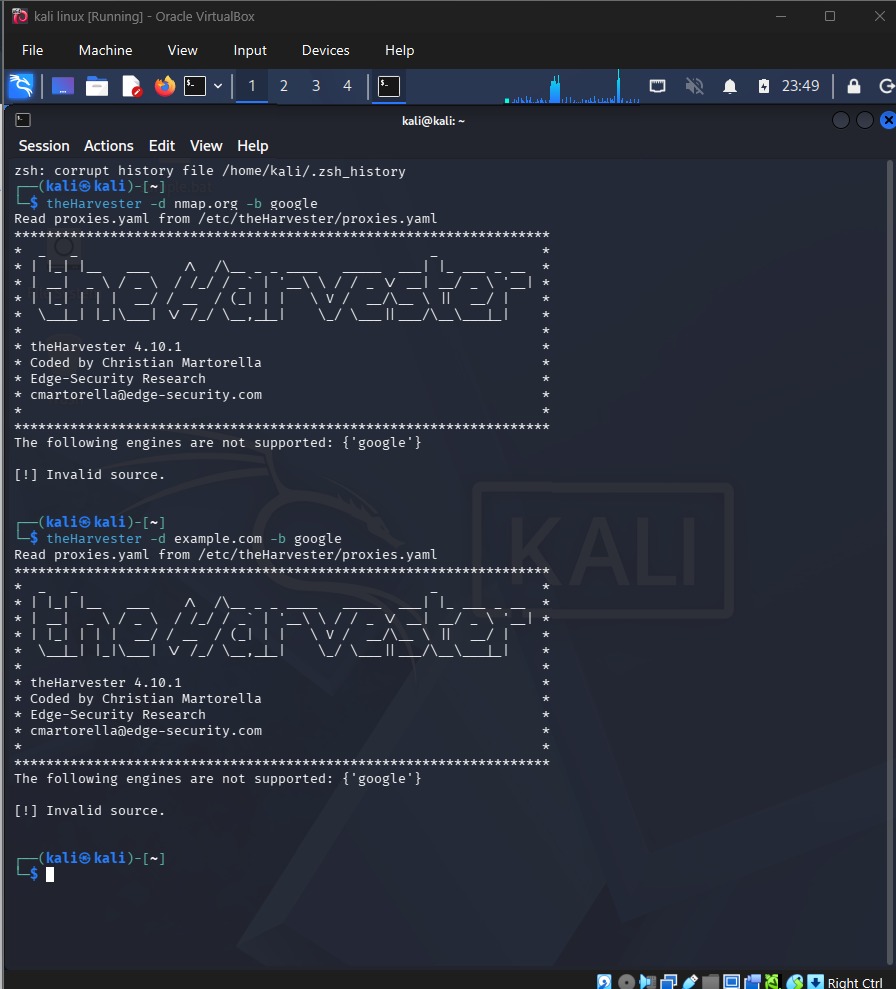 kali linux [Running] - Oracle VirtualBox
File Machine View Input Devices Help
1 2 3 4 23:49
kali@kali: ~
Session Actions Edit View Help
zsh: corrupt history file /home/kali/.zsh_history
┌──(kali㉿kali)-[~]
└─$ theHarvester -d nmap.org -b google
Read proxies.yaml from /etc/theHarvester/proxies.yaml
*******************************************************************
theHarvester
* theHarvester 4.10.1 *
* Coded by Christian Martorella *
* Edge-Security Research *
* cmartorella@edge-security.com *
* *
*******************************************************************
The following engines are not supported: {'google'}
[!] Invalid source.
┌──(kali㉿kali)-[~]
└─$ theHarvester -d example.com -b google
Read proxies.yaml from /etc/theHarvester/proxies.yaml
*******************************************************************
theHarvester
* theHarvester 4.10.1 *
* Coded by Christian Martorella *
* Edge-Security Research *
* cmartorella@edge-security.com *
* *
*******************************************************************
The following engines are not supported: {'google'}
[!] Invalid source.
┌──(kali㉿kali)-[~]
└─$
KALI
Right Ctrl